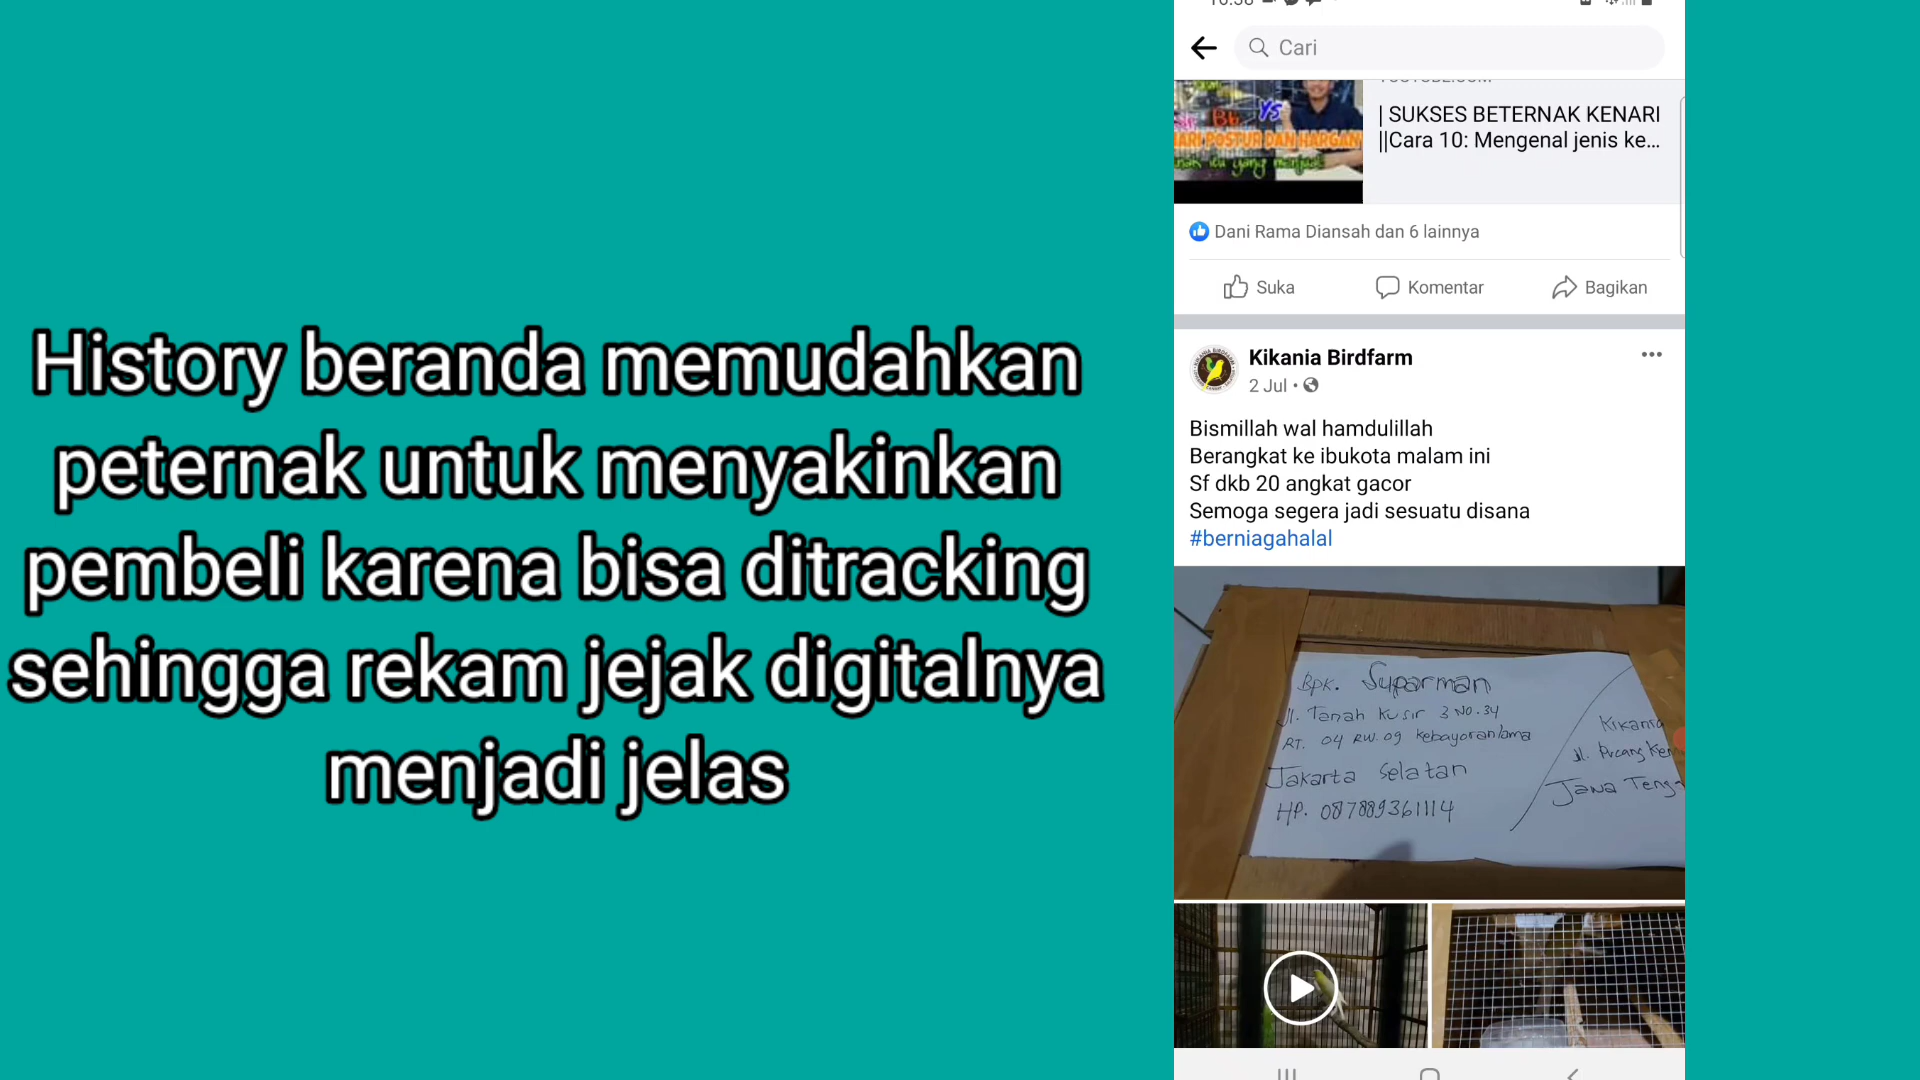 History beranda memudahkan
peternak untuk menyakinkan
pembeli karena bisa ditracking
sehingga rekam jejak digitalnya
menjadi jelas
Cari
YS
| SUKSES BETERNAK KENARI
||Cara 10: Mengenal jenis ke...
Dani Rama Diansah dan 6 lainnya
Suka
Komentar
Bagikan
Kikania Birdfarm
2 Jul
Bismillah wal hamdulillah
Berangkat ke ibukota malam ini
Sf dkb 20 angkat gacor
Semoga segera jadi sesuatu disana
#berniagahalal
Bpk. Suparman
Jl. Tanah Kusir 3 No. 34
RT. 04 RW. 09 Kebayoran lama
Jakarta Selatan
HP. 087889361114
Kikania
Jl.
Jawa Teng